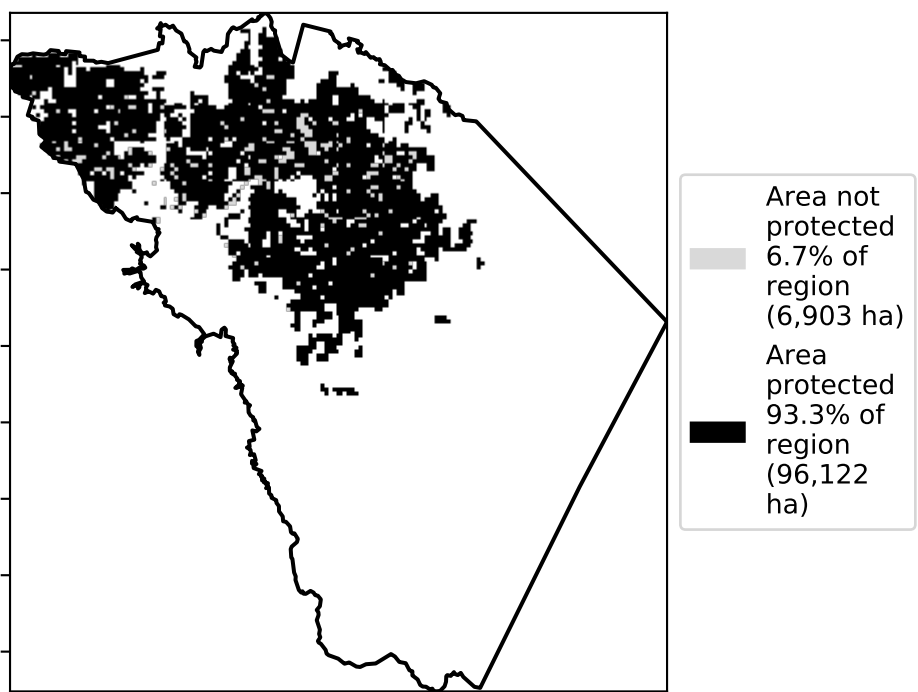 Area not
protected
6.7% of
region
(6,903 ha)
Area
protected
93.3% of
region
(96,122
ha)